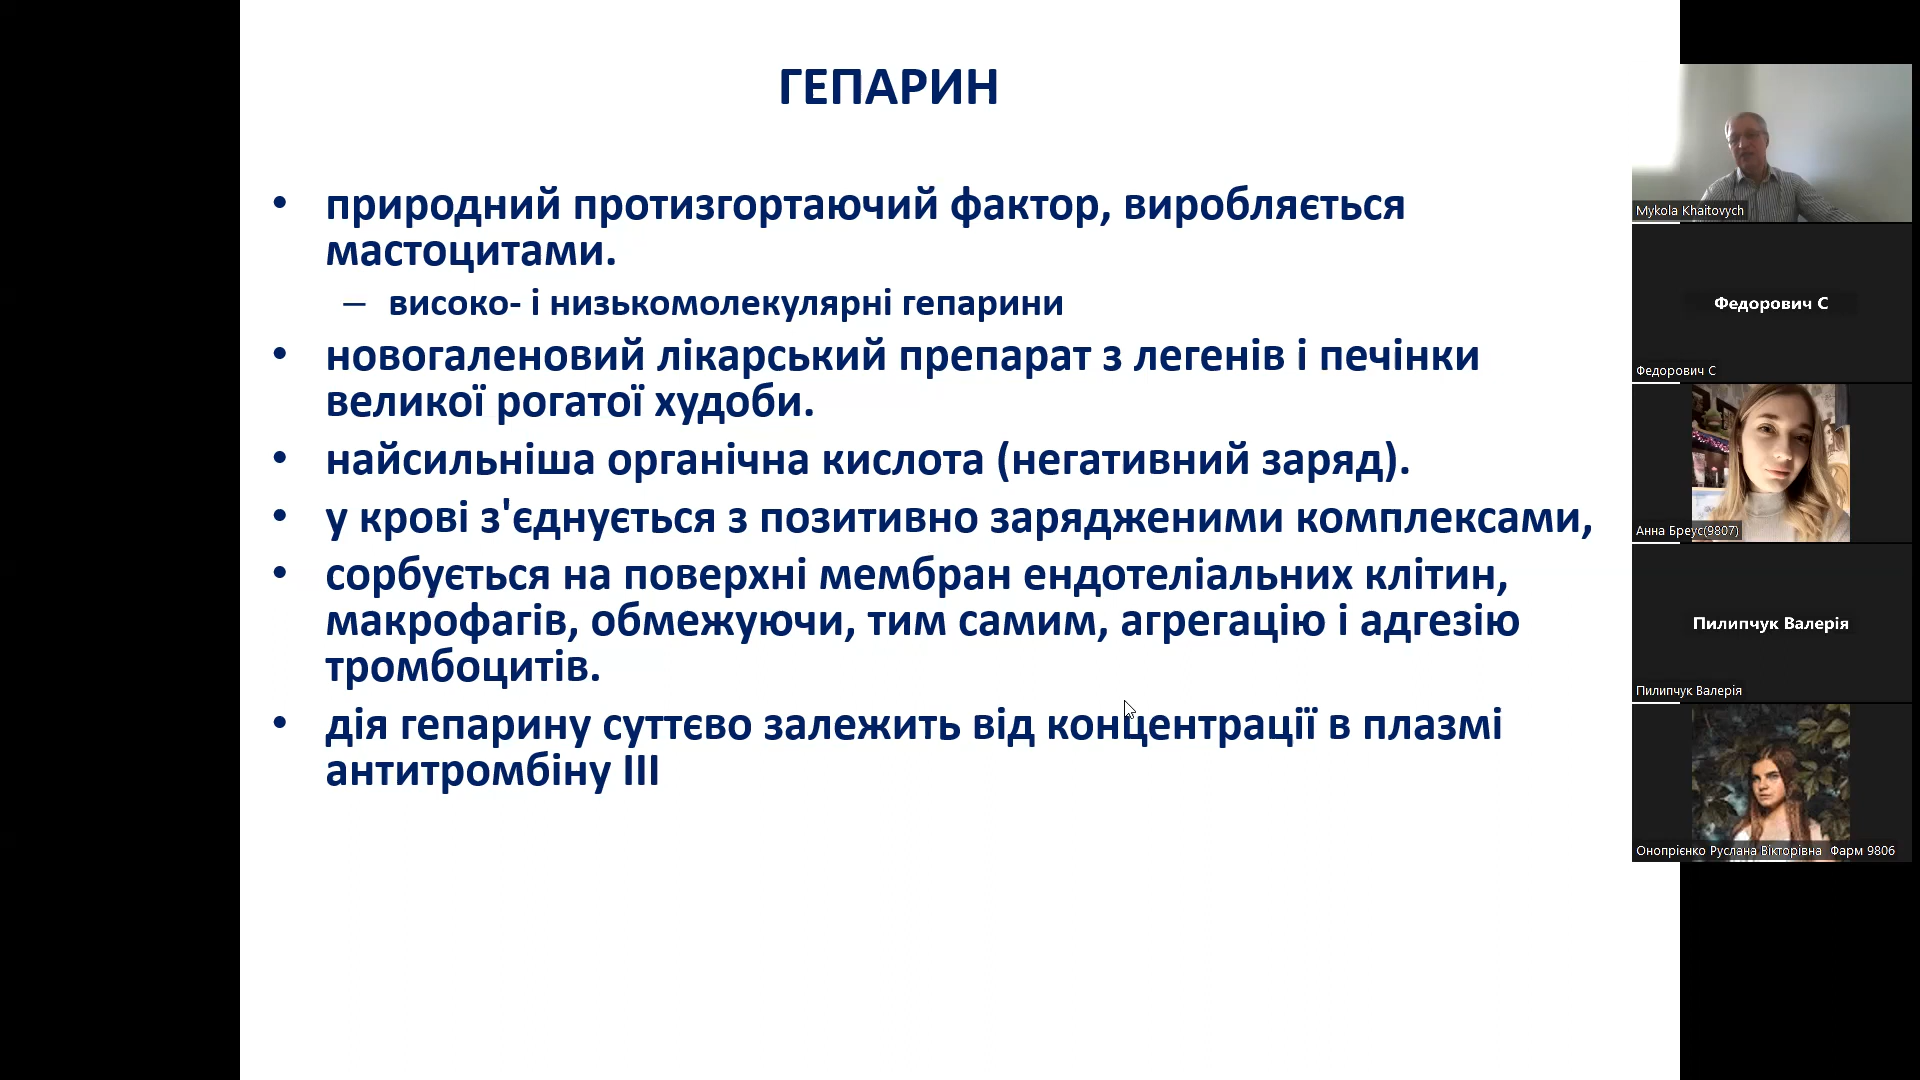 ГЕПАРИН
• природний протизгортаючий фактор, виробляється
мастоцитами.
– високо- і низькомолекулярні гепарини
• новогаленовий лікарський препарат з легенів і печінки
великої рогатої худоби.
• найсильніша органічна кислота (негативний заряд).
• у крові з'єднується з позитивно зарядженими комплексами,
• сорбується на поверхні мембран ендотеліальних клітин,
макрофагів, обмежуючи, тим самим, агрегацію і адгезію
тромбоцитів.
• дія гепарину суттєво залежить від концентрації в плазмі
антитромбіну III
Mykola Khaitovych
Федорович С
Федорович С
Анна Бреус(9807)
Пилипчук Валерія
Пилипчук Валерія
Онопрієнко Руслана Вікторівна Фарм 9806